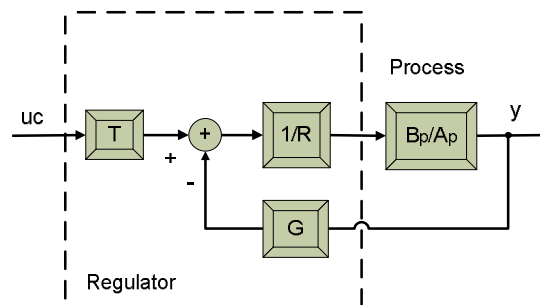 Process
uc
T
+
+
-
1/R
Bp/Ap
y
G
Regulator